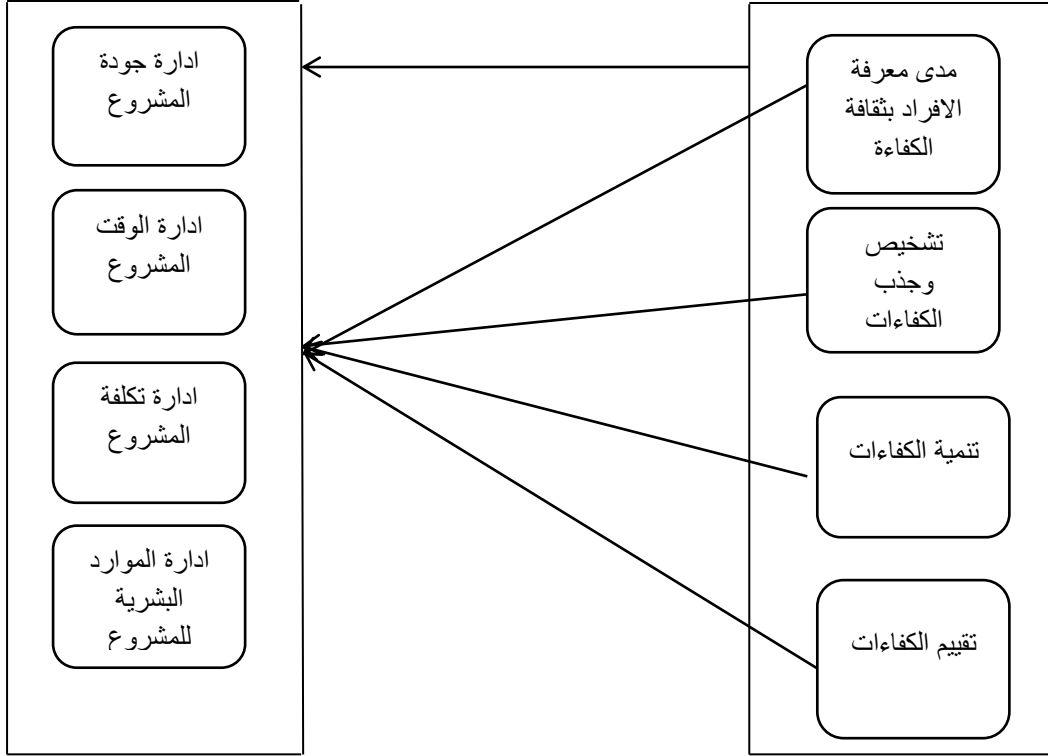 مدى معرفة
الافراد بثقافة
الكفاءة
تشخيص
وجذب
الكفاءات
تنمية الكفاءات
تقييم الكفاءات
ادارة جودة
المشروع
ادارة الوقت
المشروع
ادارة تكلفة
المشروع
ادارة الموارد
البشرية
للمشروع